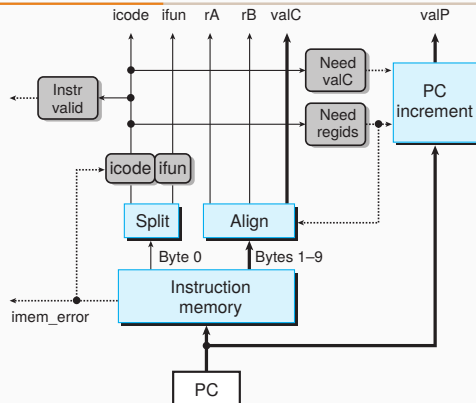 icode ifun rA rB valC valP
Need
valC
Instr
valid
PC
increment
Need
regids
icode ifun
Split Align
Byte 0 Bytes 1–9
Instruction
memory
imem_error
PC